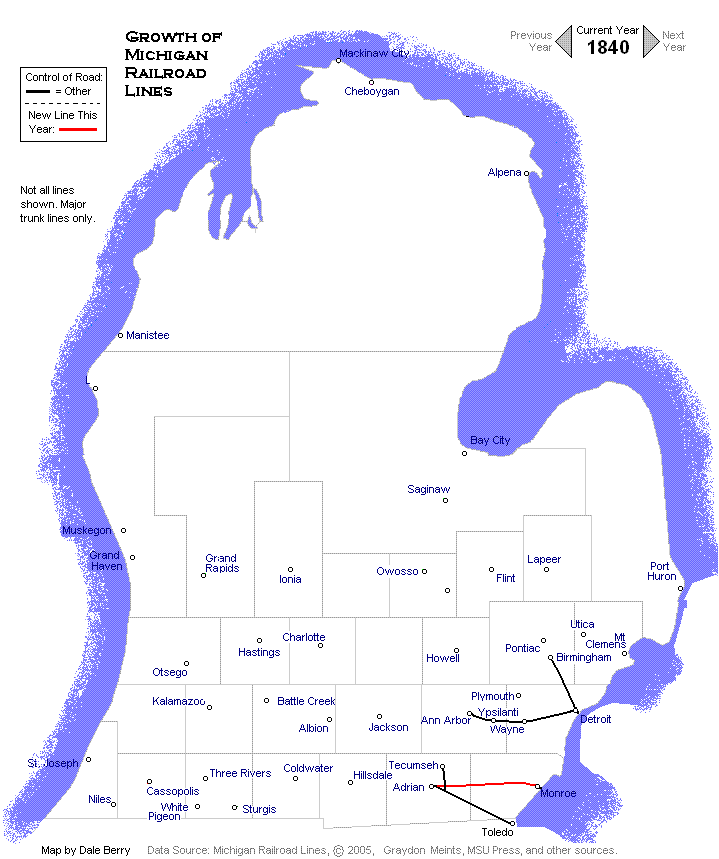 Growth of
Michigan
Railroad
Lines
Previous
Year
Current Year
1840
Next
Year
Control of Road:
= Other
New Line This
Year:
Not all lines
shown. Major
trunk lines only.
Mackinaw City
Cheboygan
Alpena
Manistee
L
Bay City
Saginaw
Muskegon
Grand
Haven
Grand
Rapids
Ionia
Owosso
Flint
Lapeer
Port
Huron
Utica
Mt
Clemens
Pontiac
Birmingham
Charlotte
Hastings
Howell
Otsego
Kalamazoo
Battle Creek
Albion
Jackson
Plymouth
Ypsilanti
Ann Arbor
Wayne
Detroit
St. Joseph
Tecumseh
Three Rivers
Coldwater
Hillsdale
Adrian
Monroe
Cassopolis
Niles
White
Pigeon
Sturgis
Toledo
Map by Dale Berry
Data Source: Michigan Railroad Lines, © 2005, Graydon Meints, MSU Press, and other sources.